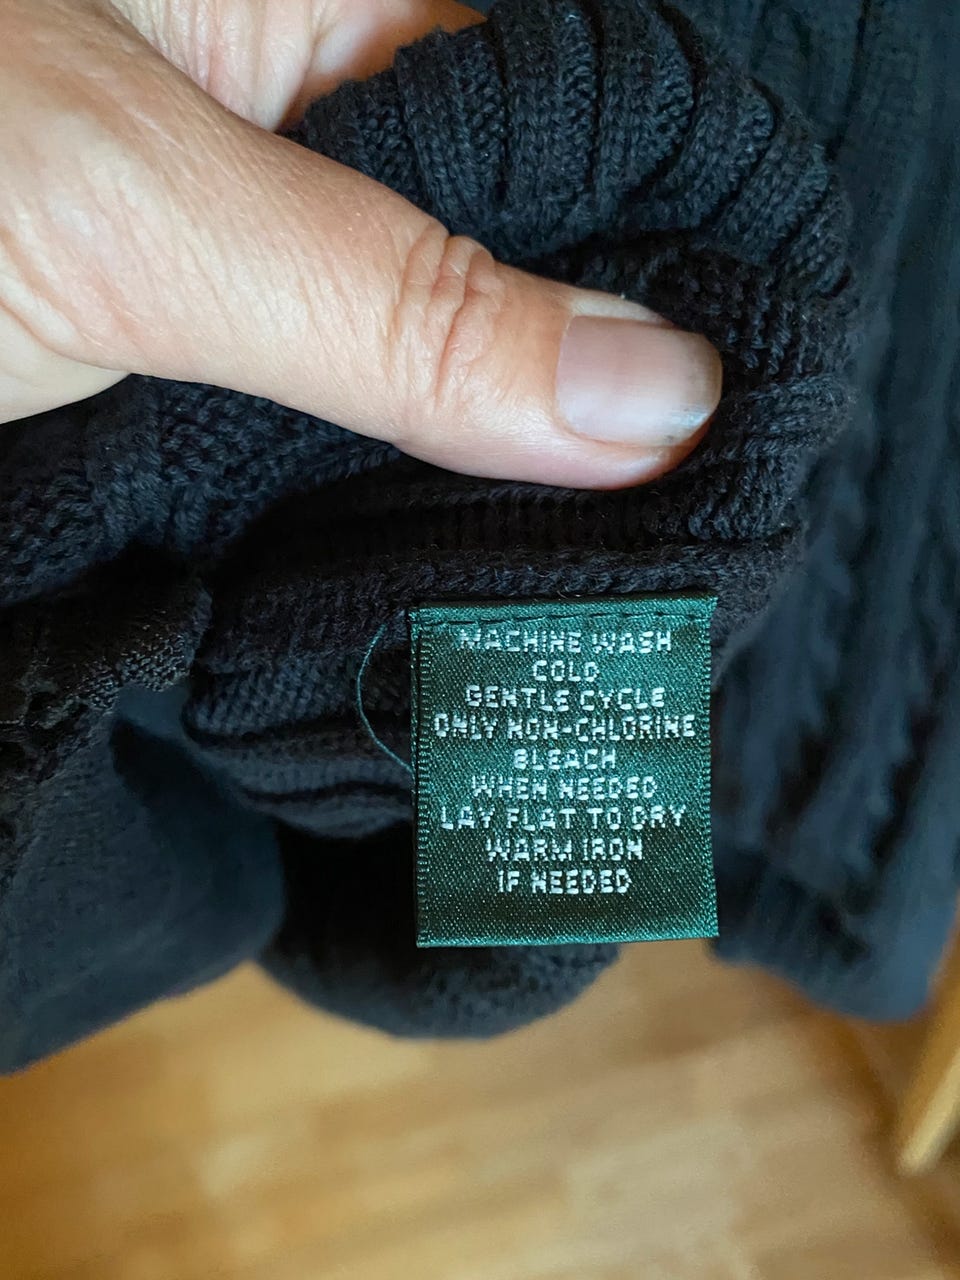 MACHINE WASH
COLD
GENTLE CYCLE
ONLY NON-CHLORINE
BLEACH
WHEN NEEDED
LAY FLAT TO DRY
WARM IRON
IF NEEDED